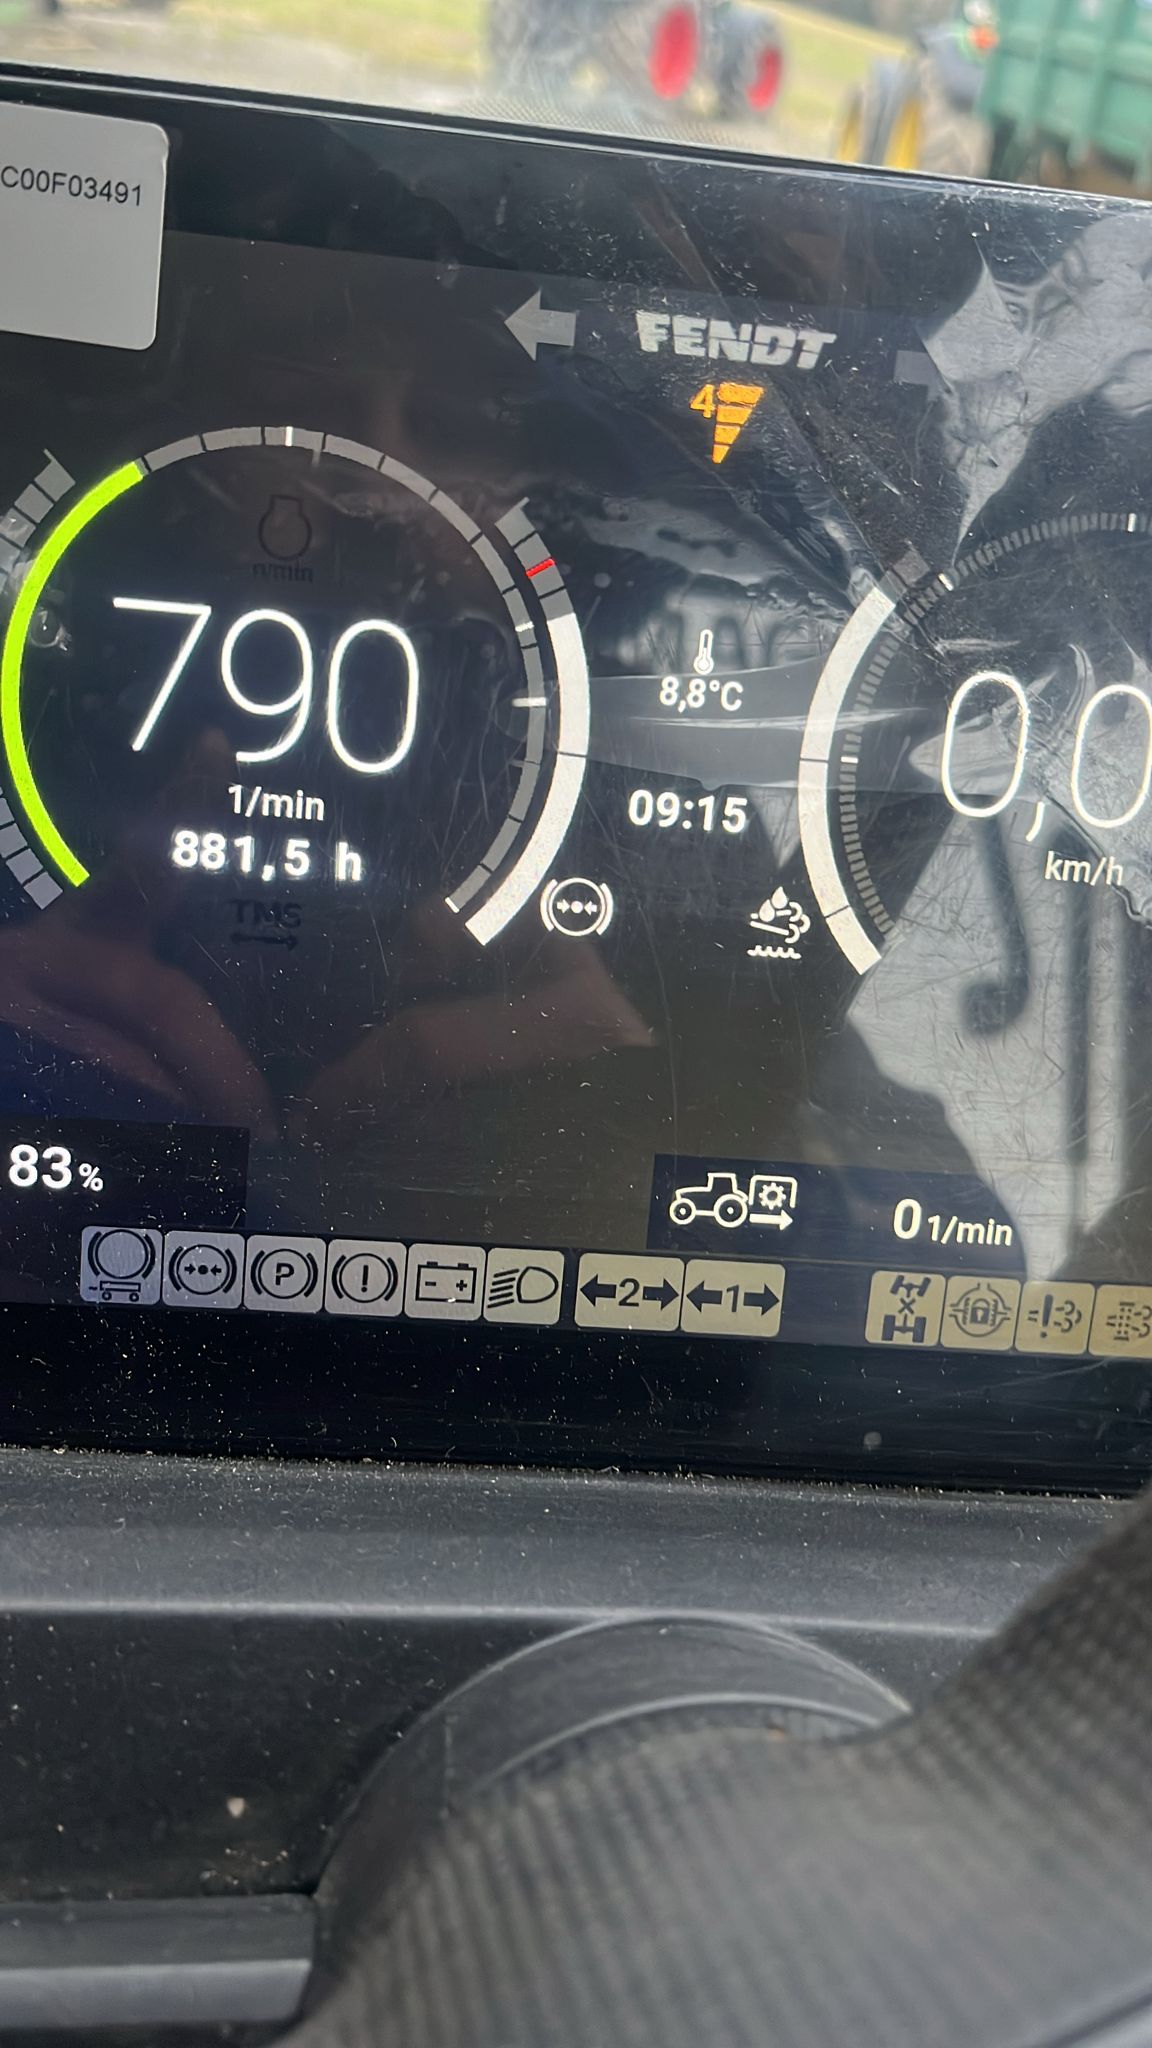 C00F03491
FENDT
4
n/min
790
1/min
881,5 h
TMS
8,8°C
09:15
0,0
km/h
83%
0 1/min
P
2
1